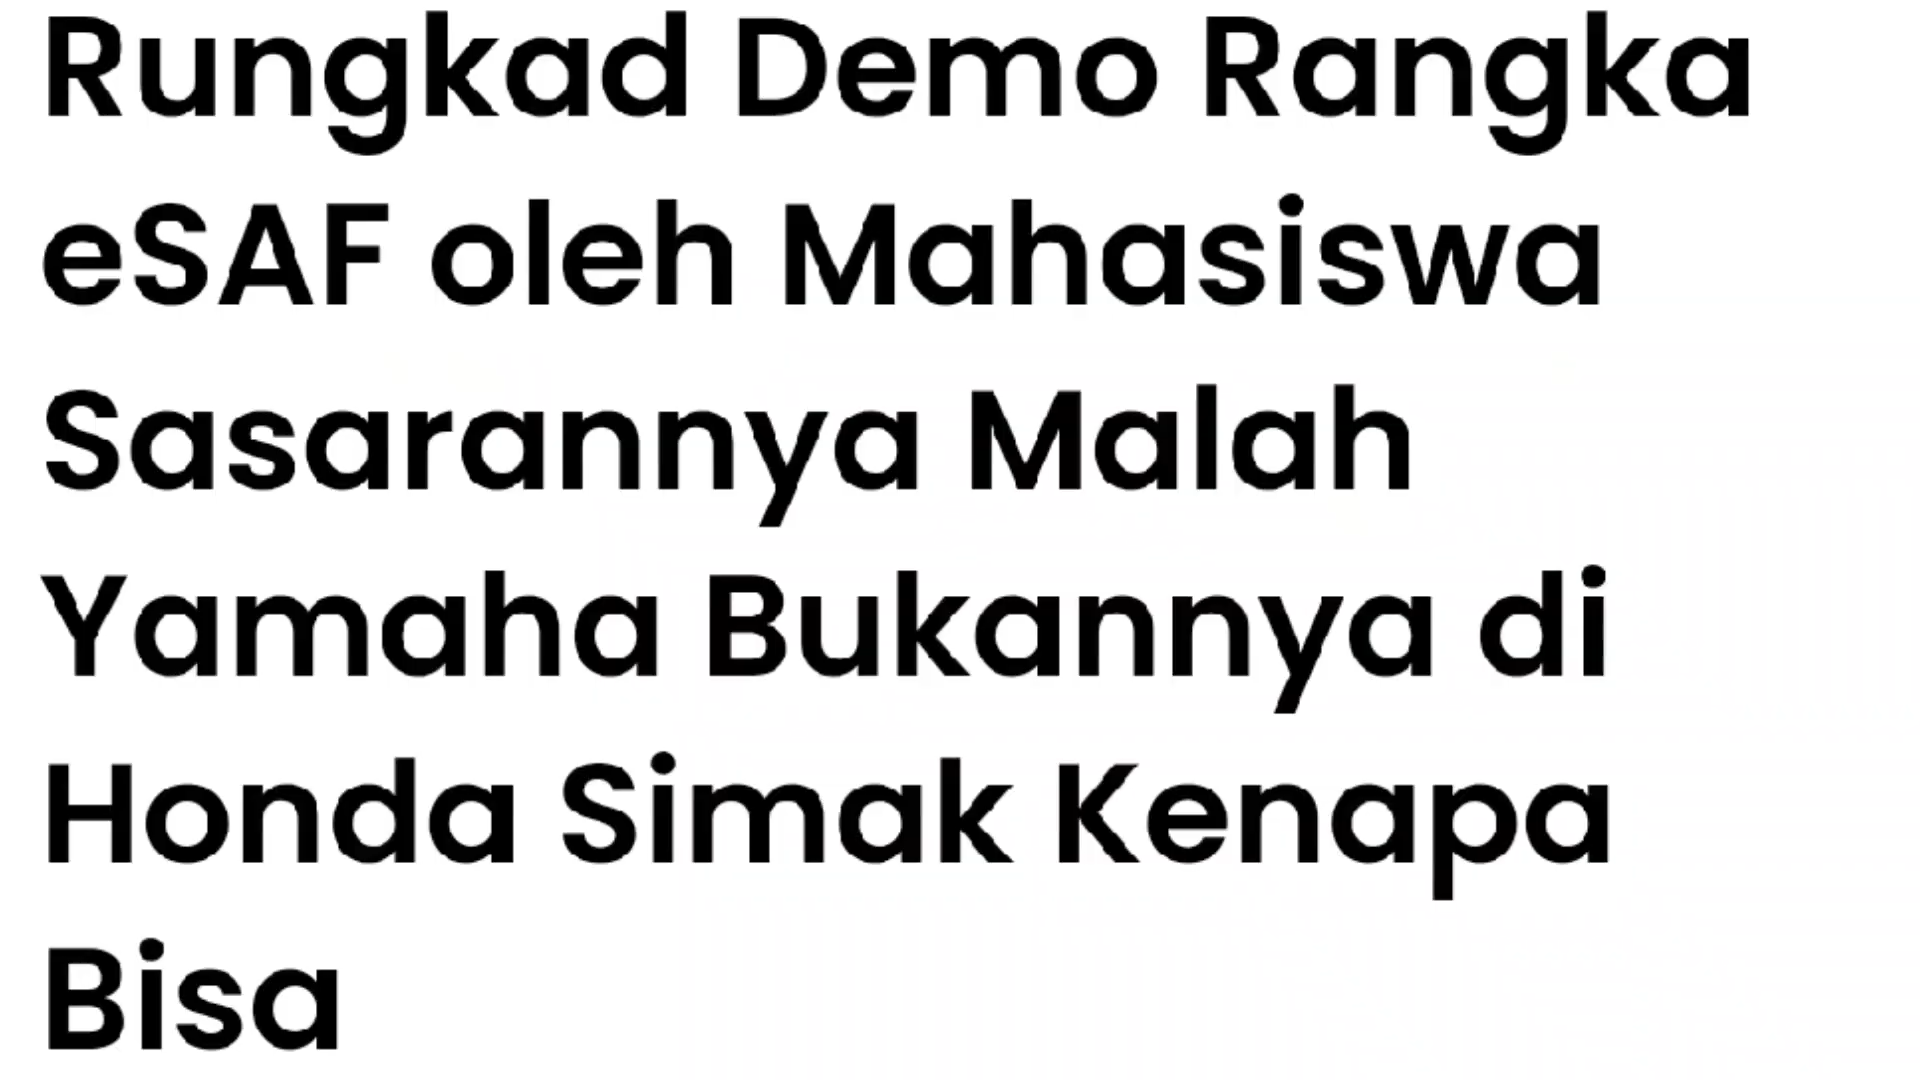 Rungkad Demo Rangka
eSAF oleh Mahasiswa
Sasarannya Malah
Yamaha Bukannya di
Honda Simak Kenapa
Bisa